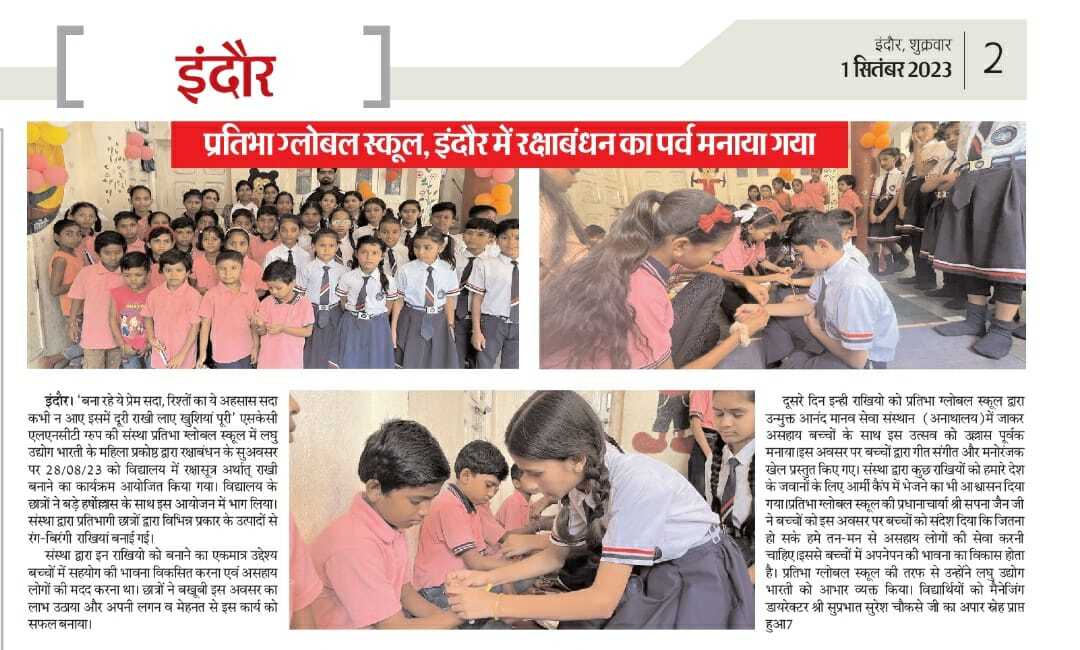 इंदौर
इंदौर, शुक्रवार
1 सितंबर 2023
2
प्रतिभा ग्लोबल स्कूल, इंदौर में रक्षाबंधन का पर्व मनाया गया
इंदौर। 'बना रहे ये प्रेम सदा, रिश्तों का ये अहसास सदा
कभी न आए इसमें दूरी राखी लाए खुशियां पूरी' एसकेसी
एलएनसीटी ग्रुप की संस्था प्रतिभा ग्लोबल स्कूल में लघु
उद्योग भारती के महिला प्रकोष्ठ द्वारा रक्षाबंधन के सुअवसर
पर 28/08/23 को विद्यालय में रक्षासूत्र अर्थात् राखी
बनाने का कार्यक्रम आयोजित किया गया। विद्यालय के
छात्रों ने बड़े हर्षोल्लास के साथ इस आयोजन में भाग लिया।
संस्था द्वारा प्रतिभागी छात्रों द्वारा विभिन्न प्रकार के उत्पादों से
रंग-बिरंगी राखियां बनाई गई।
संस्था द्वारा इन राखियो को बनाने का एकमात्र उद्देश्य
बच्चों में सहयोग की भावना विकसित करना एवं असहाय
लोगों की मदद करना था। छात्रों ने बखूबी इस अवसर का
लाभ उठाया और अपनी लगन व मेहनत से इस कार्य को
सफल बनाया।
दूसरे दिन इन्ही राखियो को प्रतिभा ग्लोबल स्कूल द्वारा
उन्मुक्त आनंद मानव सेवा संस्थान (अनाथालय)में जाकर
असहाय बच्चों के साथ इस उत्सव को उल्लास पूर्वक
मनाया।इस अवसर पर बच्चों द्वारा गीत संगीत और मनोरंजक
खेल प्रस्तुत किए गए। संस्था द्वारा कुछ राखियों को हमारे देश
के जवानों के लिए आर्मी कैंप में भेजने का भी आश्वासन दिया
गया।प्रतिभा ग्लोबल स्कूल की प्रधानाचार्या श्री सपना जैन जी
ने बच्चों को इस अवसर पर बच्चों को संदेश दिया कि जितना
हो सके हमे तन-मन से असहाय लोगों की सेवा करनी
चाहिए।इससे बच्चों में अपनेपन की भावना का विकास होता
है। प्रतिभा ग्लोबल स्कूल की तरफ से उन्होंने लघु उद्योग
भारती को आभार व्यक्त किया। विद्यार्थियों को मैनेजिंग
डायरेक्टर श्री सुप्रभात सुरेश चौकसे जी का अपार स्नेह प्राप्त
हुआ7